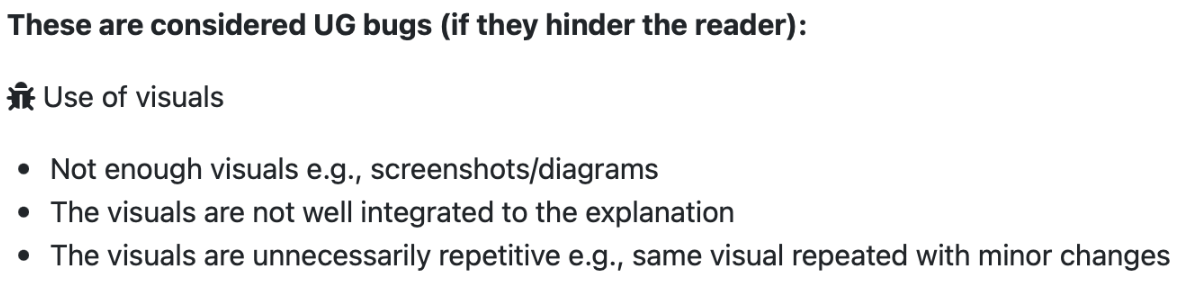 These are considered UG bugs (if they hinder the reader):
Use of visuals
• Not enough visuals e.g., screenshots/diagrams
• The visuals are not well integrated to the explanation
• The visuals are unnecessarily repetitive e.g., same visual repeated with minor changes